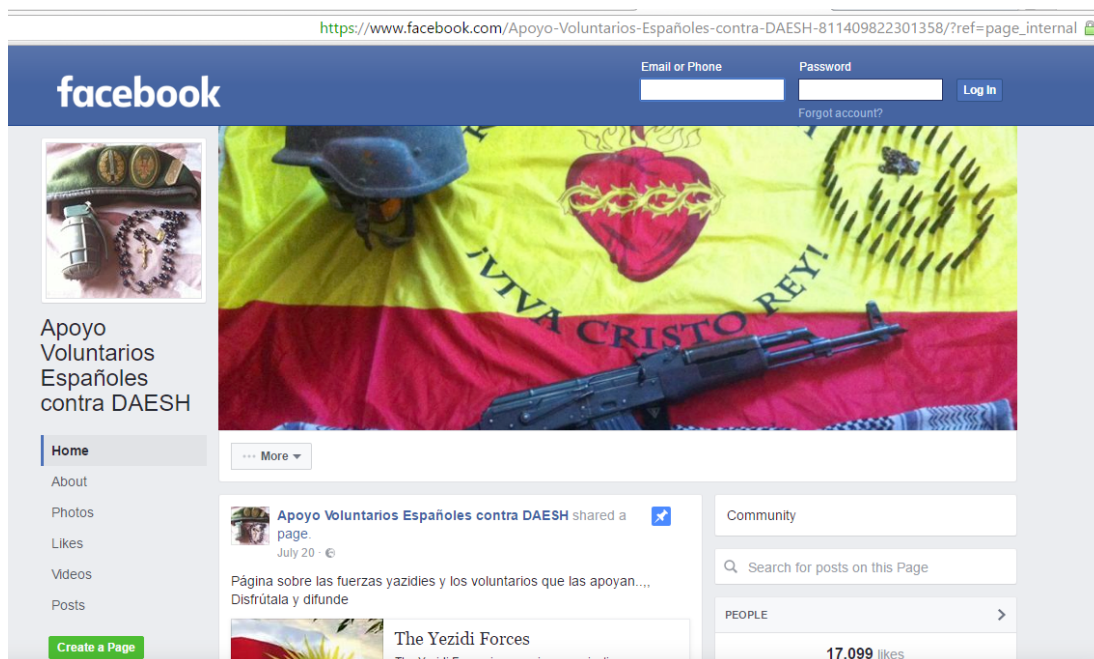 https://www.facebook.com/Apoyo-Voluntarios-Españoles-contra-DAESH-811409822301358/?ref=page_internal
facebook
Email or Phone
Password
Log In
Forgot account?
¡VIVA CRISTO REY!
Apoyo
Voluntarios
Españoles
contra DAESH
Home
About
Photos
Likes
Videos
Posts
Create a Page
··· More
Apoyo Voluntarios Españoles contra DAESH shared a
page.
July 20 ·
Página sobre las fuerzas yazidies y los voluntarios que las apoyan..,,
Disfrútala y difunde
The Yezidi Forces
Community
Search for posts on this Page
PEOPLE
17,099 likes